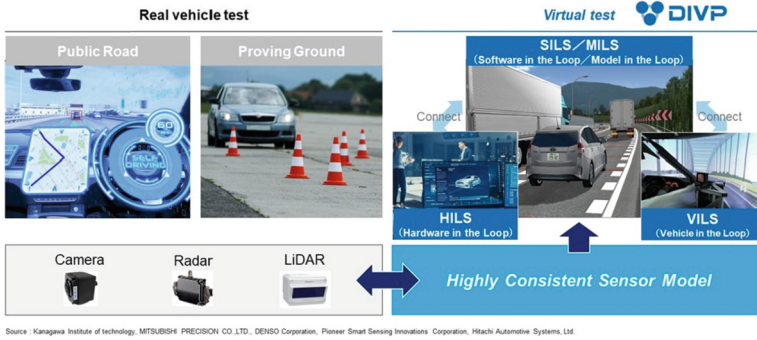 Real vehicle test
Virtual test
DIVP
Public Road
Proving Ground
SILS／MILS
(Software in the Loop／Model in the Loop)
60
SELF
DRIVING
Connect
Connect
HILS
(Hardware in the Loop)
VILS
(Vehicle in the Loop)
Camera
Radar
LiDAR
Highly Consistent Sensor Model
Source : Kanagawa Institute of technology, MITSUBISHI PRECISION CO.,LTD., DENSO Corporation, Pioneer Smart Sensing Innovations Corporation, Hitachi Automotive Systems, Ltd.